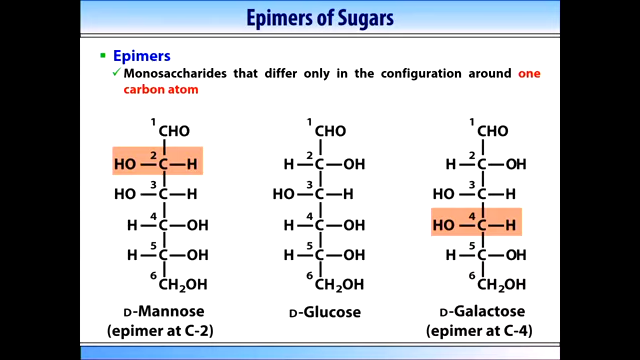 Epimers of Sugars
Epimers
Monosaccharides that differ only in the configuration around one
carbon atom
1
CHO
2
HO—C—H
3
HO—C—H
4
H—C—OH
5
H—C—OH
6
CH₂OH
D-Mannose
(epimer at C-2)
1
CHO
2
H—C—OH
3
HO—C—H
4
H—C—OH
5
H—C—OH
6
CH₂OH
D-Glucose
1
CHO
2
H—C—OH
3
HO—C—H
4
HO—C—H
5
H—C—OH
6
CH₂OH
D-Galactose
(epimer at C-4)